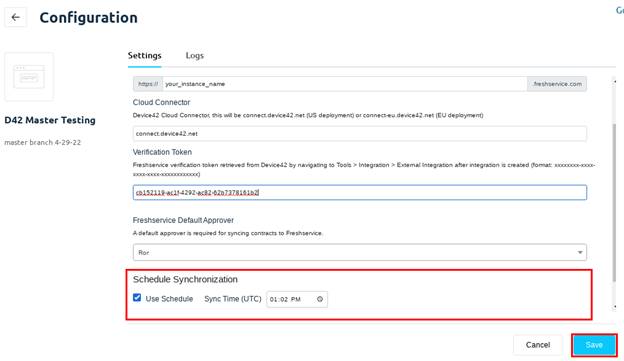 Configuration
D42 Master Testing
master branch 4-29-22
Settings
Logs
https://
your_instance_name
.freshservice.com
Cloud Connector
Device42 Cloud Connector, this will be connect.device42.net (US deployment) or connect-eu.device42.net (EU deployment)
connect.device42.net
Verification Token
Freshservice verification token retrieved from Device42 by navigating to Tools > Integration > External Integration after integration is created (format: xxxxxxxx-xxxx-
xxxx-xxxx-xxxxxxxxxxxx)
cb152119-ac1f-4292-ac82-62b7378161b2
Freshservice Default Approver
A default approver is required for syncing contracts to Freshservice.
Ror
Schedule Synchronization
Use Schedule
Sync Time (UTC)
01:02 PM
Cancel
Save